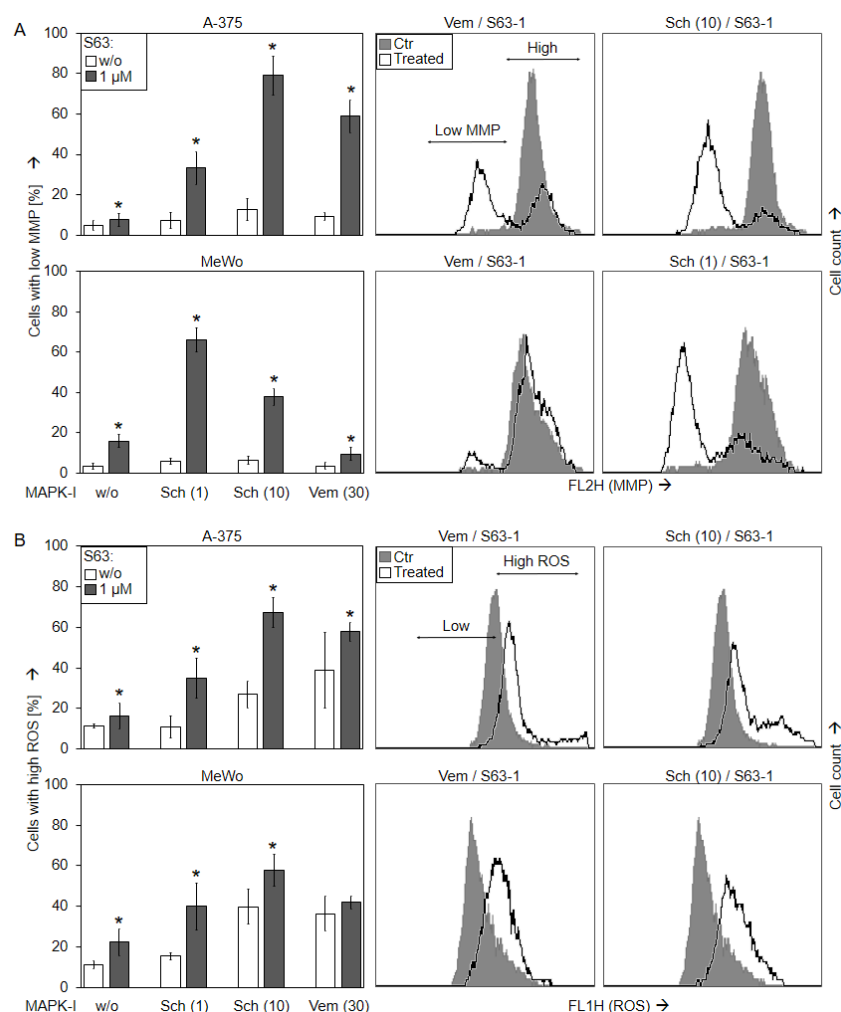 A
A-375
Vem / S63-1
Sch (10) / S63-1
Cells with low MMP [%] →
100
80
60
40
20
0
S63:
w/o
1 µM
*
*
*
*
Ctr
Treated
High
Low MMP
Cell count →
MeWo
Vem / S63-1
Sch (1) / S63-1
100
80
60
40
20
0
*
*
*
*
MAPK-I w/o Sch (1) Sch (10) Vem (30)
FL2H (MMP) →
B
A-375
Vem / S63-1
Sch (10) / S63-1
Cells with high ROS [%] →
100
80
60
40
20
0
S63:
w/o
1 µM
*
*
*
*
Ctr
Treated
High ROS
Low
Cell count →
MeWo
Vem / S63-1
Sch (10) / S63-1
100
80
60
40
20
0
*
*
*
MAPK-I w/o Sch (1) Sch (10) Vem (30)
FL1H (ROS) →